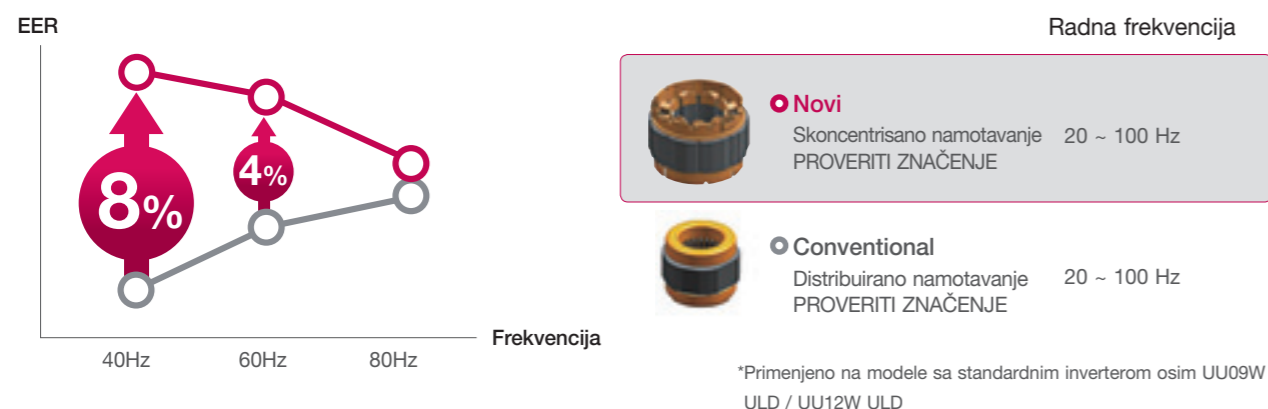 EER
8%
4%
Frekvencija
40Hz
60Hz
80Hz
Radna frekvencija
Novi
Skoncentrisano namotavanje 20 ~ 100 Hz
PROVERITI ZNAČENJE
Conventional
Distribuirano namotavanje 20 ~ 100 Hz
PROVERITI ZNAČENJE
*Primenjeno na modele sa standardnim inverterom osim UU09W
ULD / UU12W ULD